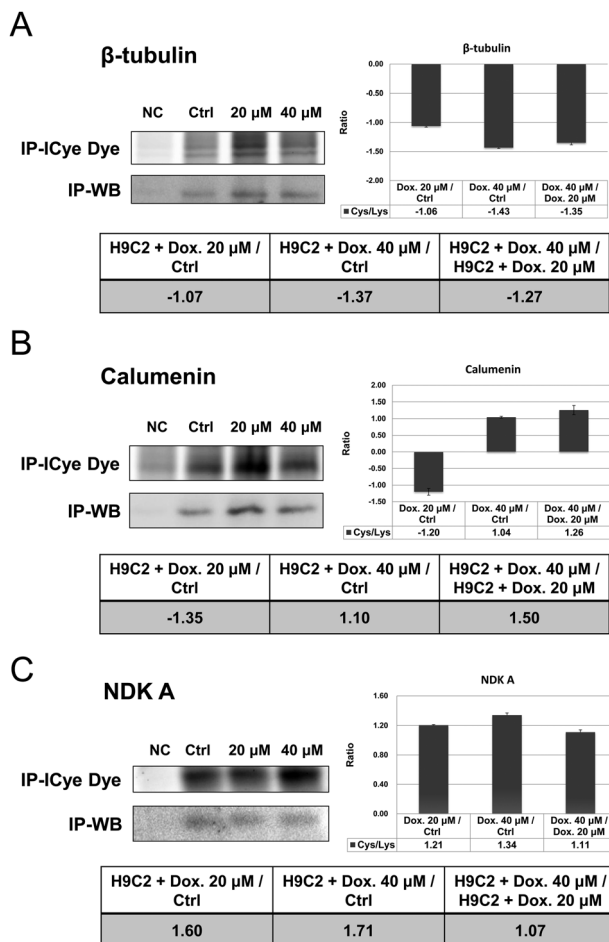 A
β-tubulin
NC Ctrl 20 μM 40 μM
IP-ICye Dye
IP-WB
β-tubulin
0.00
-0.50
-1.00
-1.50
-2.00
Ratio
Dox. 20 μM / Ctrl
Dox. 40 μM / Ctrl
Dox. 40 μM / Dox. 20 μM
Cys/Lys -1.06 -1.43 -1.35
H9C2 + Dox. 20 μM / Ctrl
H9C2 + Dox. 40 μM / Ctrl
H9C2 + Dox. 40 μM / H9C2 + Dox. 20 μM
-1.07 -1.37 -1.27
B
Calumenin
NC Ctrl 20 μM 40 μM
IP-ICye Dye
IP-WB
Calumenin
2.00
1.50
1.00
0.50
0.00
-0.50
-1.00
-1.50
Ratio
Dox. 20 μM / Ctrl
Dox. 40 μM / Ctrl
Dox. 40 μM / Dox. 20 μM
Cys/Lys -1.20 1.04 1.26
H9C2 + Dox. 20 μM / Ctrl
H9C2 + Dox. 40 μM / Ctrl
H9C2 + Dox. 40 μM / H9C2 + Dox. 20 μM
-1.35 1.10 1.50
C
NDK A
NC Ctrl 20 μM 40 μM
IP-ICye Dye
IP-WB
NDK A
1.60
1.20
0.80
0.40
0.00
Ratio
Dox. 20 μM / Ctrl
Dox. 40 μM / Ctrl
Dox. 40 μM / Dox. 20 μM
Cys/Lys 1.21 1.34 1.11
H9C2 + Dox. 20 μM / Ctrl
H9C2 + Dox. 40 μM / Ctrl
H9C2 + Dox. 40 μM / H9C2 + Dox. 20 μM
1.60 1.71 1.07